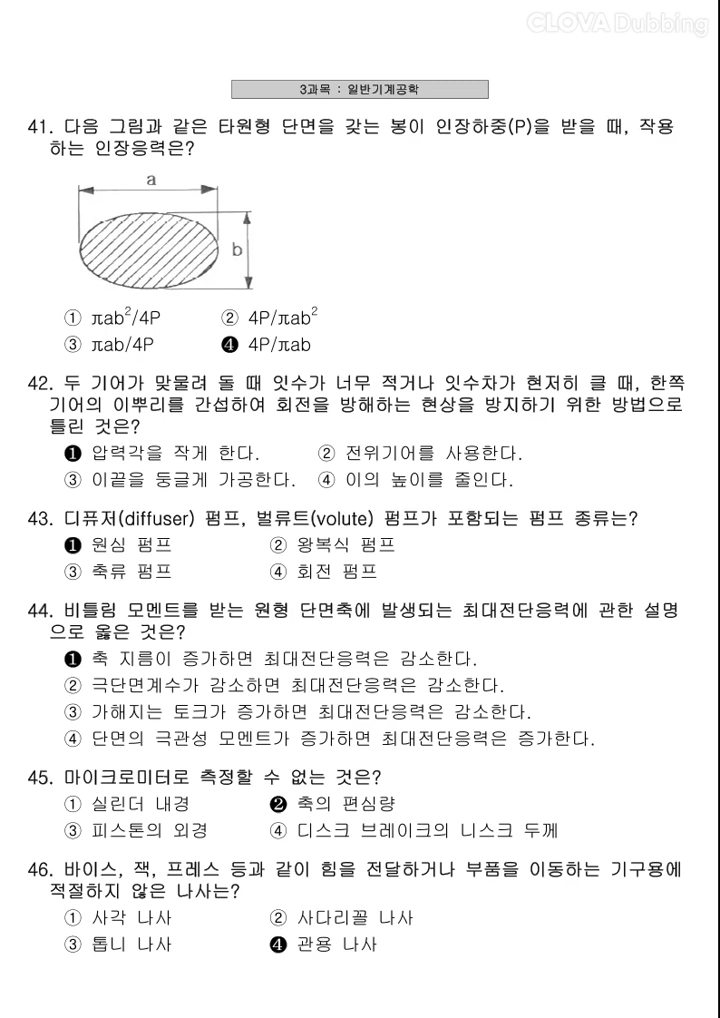 CLOVA Dubbing
3과목 : 일반기계공학
41. 다음 그림과 같은 타원형 단면을 갖는 봉이 인장하중(P)을 받을 때, 작용
하는 인장응력은?
a
b
① πab²/4P ② 4P/πab²
③ πab/4P ❹ 4P/πab
42. 두 기어가 맞물려 돌 때 잇수가 너무 적거나 잇수차가 현저히 클 때, 한쪽
기어의 이뿌리를 간섭하여 회전을 방해하는 현상을 방지하기 위한 방법으로
틀린 것은?
❶ 압력각을 작게 한다. ② 전위기어를 사용한다.
③ 이끝을 둥글게 가공한다. ④ 이의 높이를 줄인다.
43. 디퓨저(diffuser) 펌프, 벌류트(volute) 펌프가 포함되는 펌프 종류는?
❶ 원심 펌프 ② 왕복식 펌프
③ 축류 펌프 ④ 회전 펌프
44. 비틀림 모멘트를 받는 원형 단면축에 발생되는 최대전단응력에 관한 설명
으로 옳은 것은?
❶ 축 지름이 증가하면 최대전단응력은 감소한다.
② 극단면계수가 감소하면 최대전단응력은 감소한다.
③ 가해지는 토크가 증가하면 최대전단응력은 감소한다.
④ 단면의 극관성 모멘트가 증가하면 최대전단응력은 증가한다.
45. 마이크로미터로 측정할 수 없는 것은?
① 실린더 내경 ❷ 축의 편심량
③ 피스톤의 외경 ④ 디스크 브레이크의 니스크 두께
46. 바이스, 잭, 프레스 등과 같이 힘을 전달하거나 부품을 이동하는 기구용에
적절하지 않은 나사는?
① 사각 나사 ② 사다리꼴 나사
③ 톱니 나사 ❹ 관용 나사